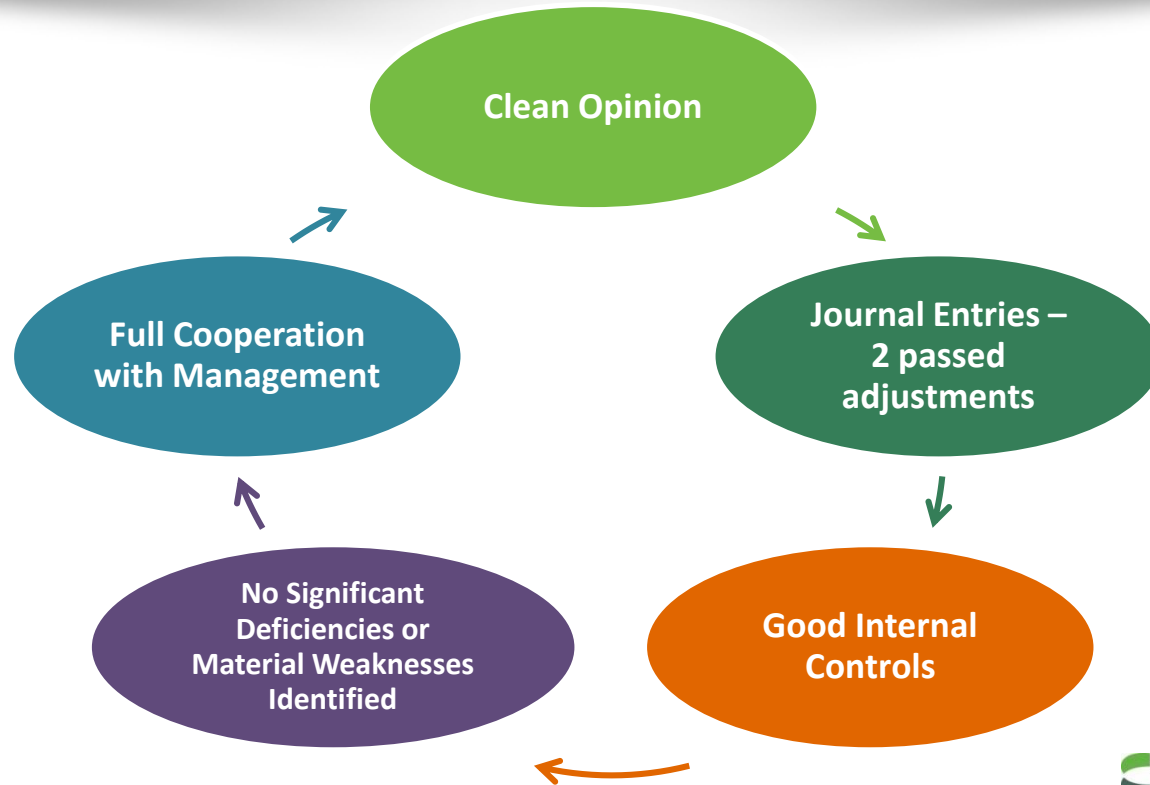 Clean Opinion
Journal Entries –
2 passed
adjustments
Good Internal
Controls
No Significant
Deficiencies or
Material Weaknesses
Identified
Full Cooperation
with Management